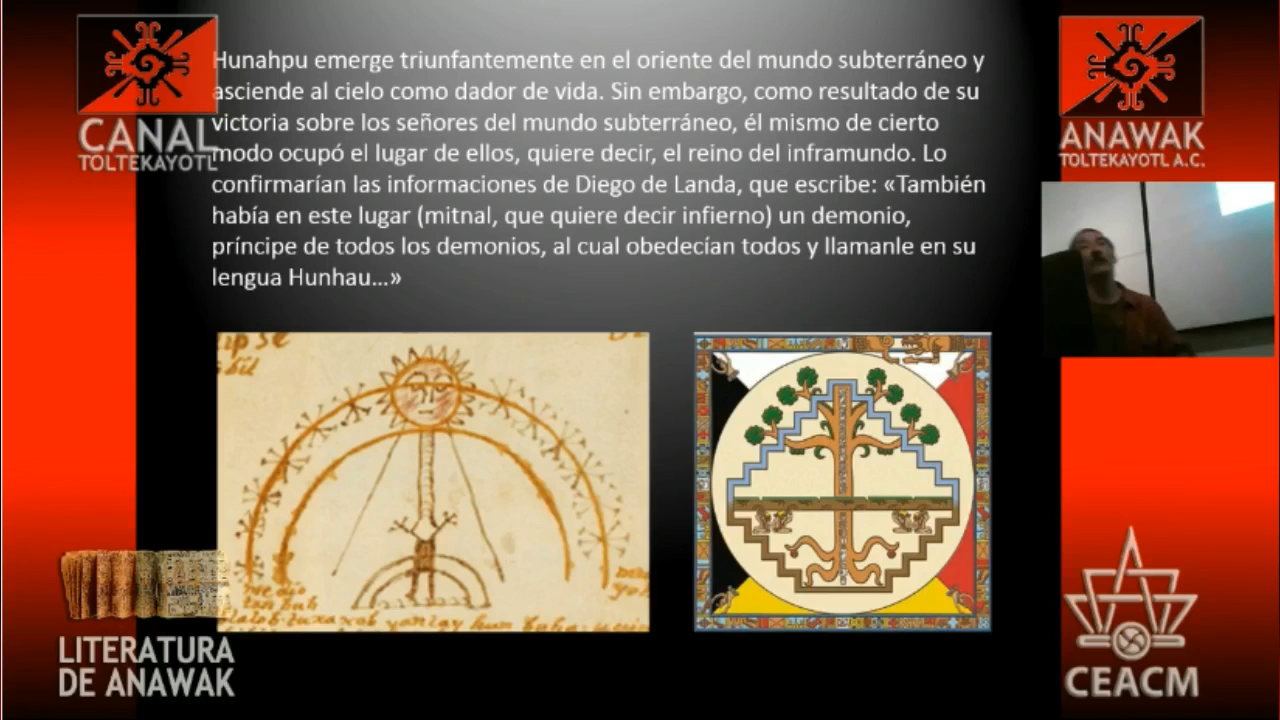 Hunahpu emerge triunfantemente en el oriente del mundo subterráneo y
asciende al cielo como dador de vida. Sin embargo, como resultado de su
victoria sobre los señores del mundo subterráneo, él mismo de cierto
modo ocupó el lugar de ellos, quiere decir, el reino del inframundo. Lo
confirmarían las informaciones de Diego de Landa, que escribe: «También
había en este lugar (mitnal, que quiere decir infierno) un demonio,
príncipe de todos los demonios, al cual obedecían todos y llamanle en su
lengua Hunhau...»
CANAL
TOLTEKAYOTL
ANAWAK
TOLTEKAYOTL A.C.
LITERATURA
DE ANAWAK
CEACM